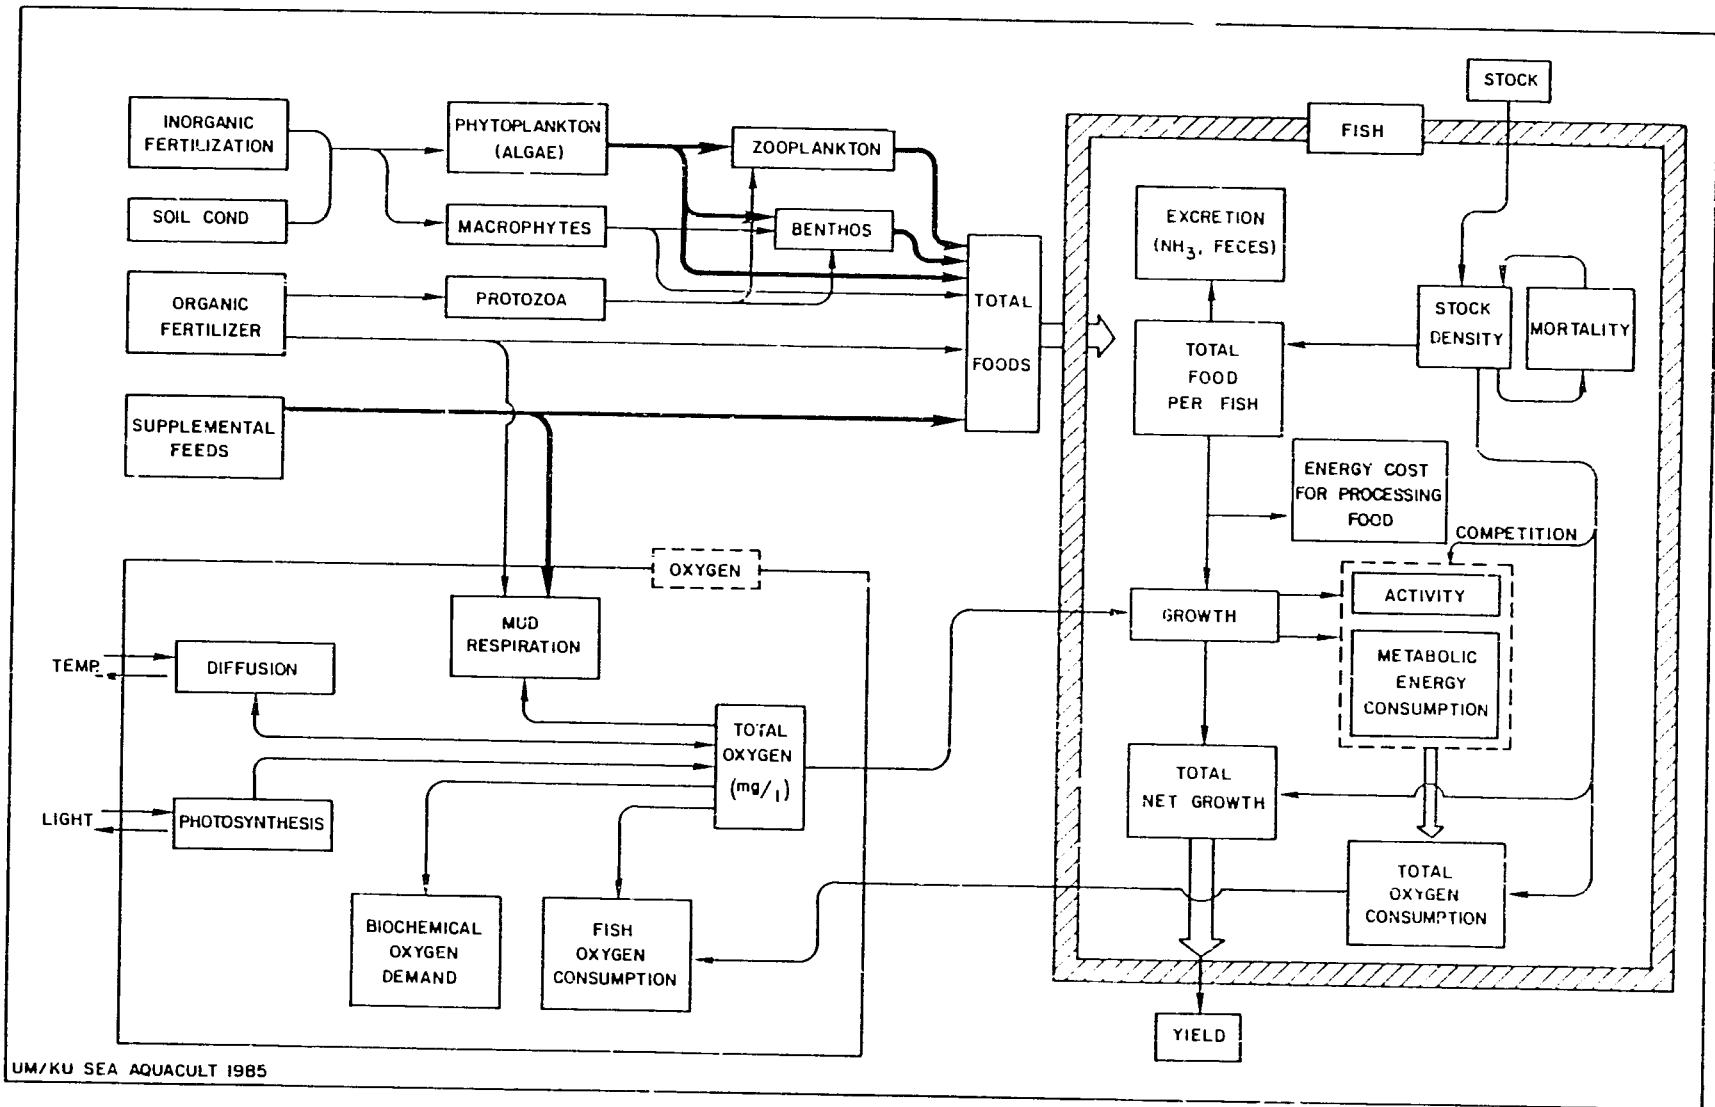 STOCK
FISH
INORGANIC
FERTILIZATION
PHYTOPLANKTON
(ALGAE)
ZOOPLANKTON
SOIL COND
MACROPHYTES
BENTHOS
EXCRETION
(NH3, FECES)
ORGANIC
FERTILIZER
PROTOZOA
TOTAL
FOODS
STOCK
DENSITY
MORTALITY
TOTAL
FOOD
PER FISH
SUPPLEMENTAL
FEEDS
ENERGY COST
FOR PROCESSING
FOOD
COMPETITION
OXYGEN
ACTIVITY
MUD
RESPIRATION
GROWTH
TEMP.
DIFFUSION
METABOLIC
ENERGY
CONSUMPTION
TOTAL
OXYGEN
(mg/l)
TOTAL
NET GROWTH
LIGHT
PHOTOSYNTHESIS
TOTAL
OXYGEN
CONSUMPTION
BIOCHEMICAL
OXYGEN
DEMAND
FISH
OXYGEN
CONSUMPTION
YIELD
UM/KU SEA AQUACULT 1985